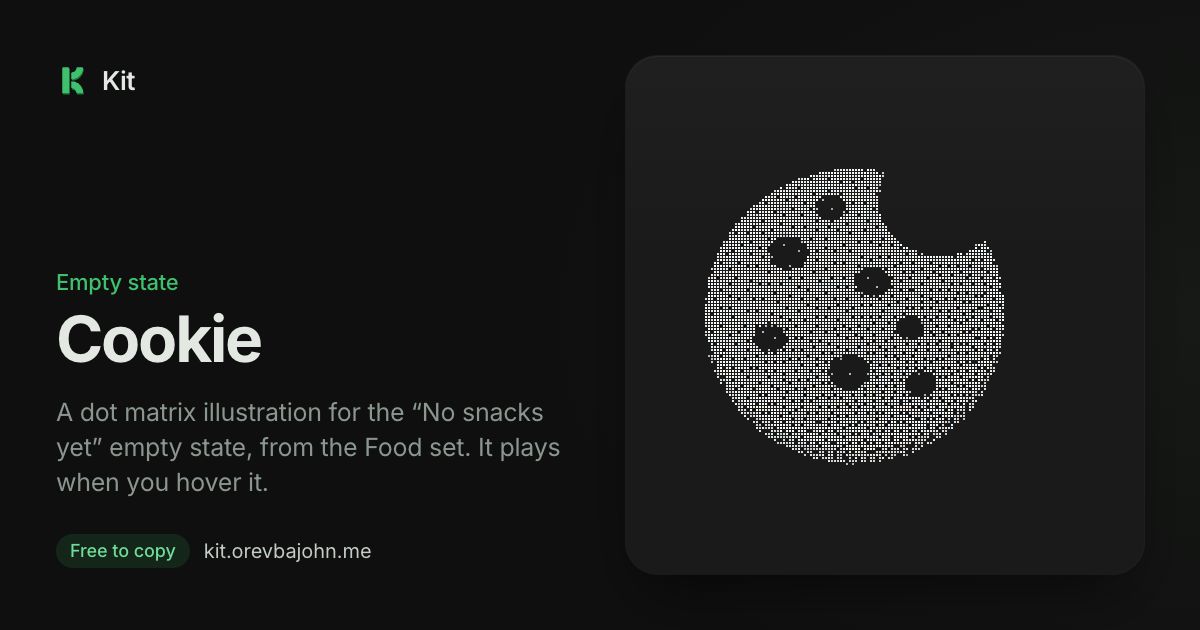 Kit
Empty state
Cookie
A dot matrix illustration for the “No snacks
yet” empty state, from the Food set. It plays
when you hover it.
Free to copy
kit.orevbajohn.me